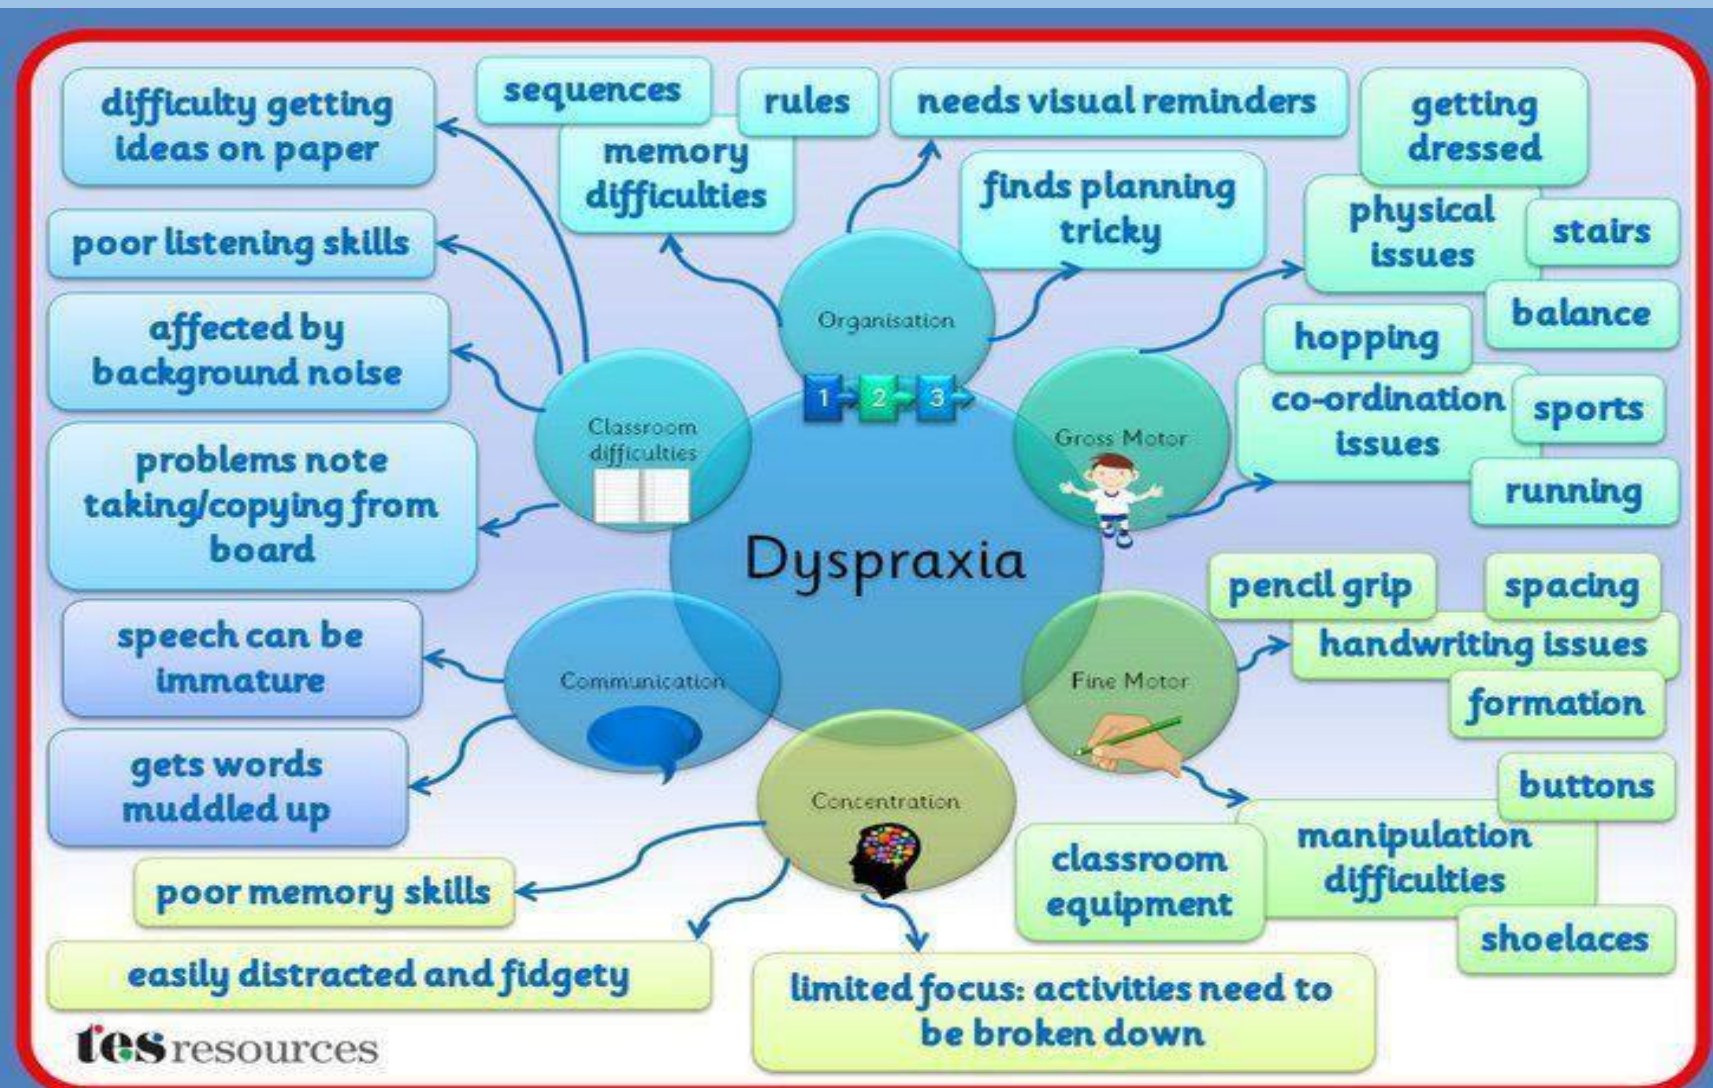 difficulty getting
ideas on paper
poor listening skills
affected by
background noise
problems note
taking/copying from
board
Classroom
difficulties
sequences
rules
memory
difficulties
needs visual reminders
finds planning
tricky
Organisation
1
2
3
getting
dressed
physical
issues
stairs
balance
hopping
co-ordination
issues
sports
running
Gross Motor
Dyspraxia
pencil grip
spacing
handwriting issues
formation
Fine Motor
buttons
manipulation
difficulties
classroom
equipment
shoelaces
Communication
speech can be
immature
gets words
muddled up
Concentration
poor memory skills
easily distracted and fidgety
limited focus: activities need to
be broken down
tes resources